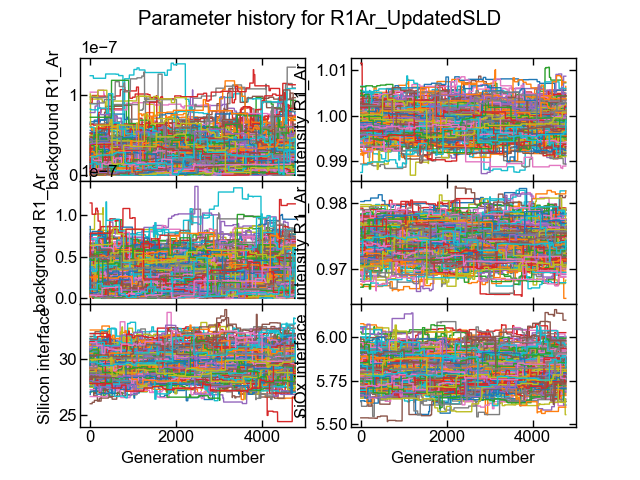 Parameter history for R1Ar_UpdatedSLD
1e−7
background R1_Ar
1
0
intensity R1_Ar
1.01
1.00
0.99
1e−7
background R1_Ar
1.0
0.5
0.0
intensity R1_Ar
0.98
0.97
Silicon interface
30
25
0
2000
4000
Generation number
SiOx interface
6.00
5.75
5.50
0
2000
4000
Generation number